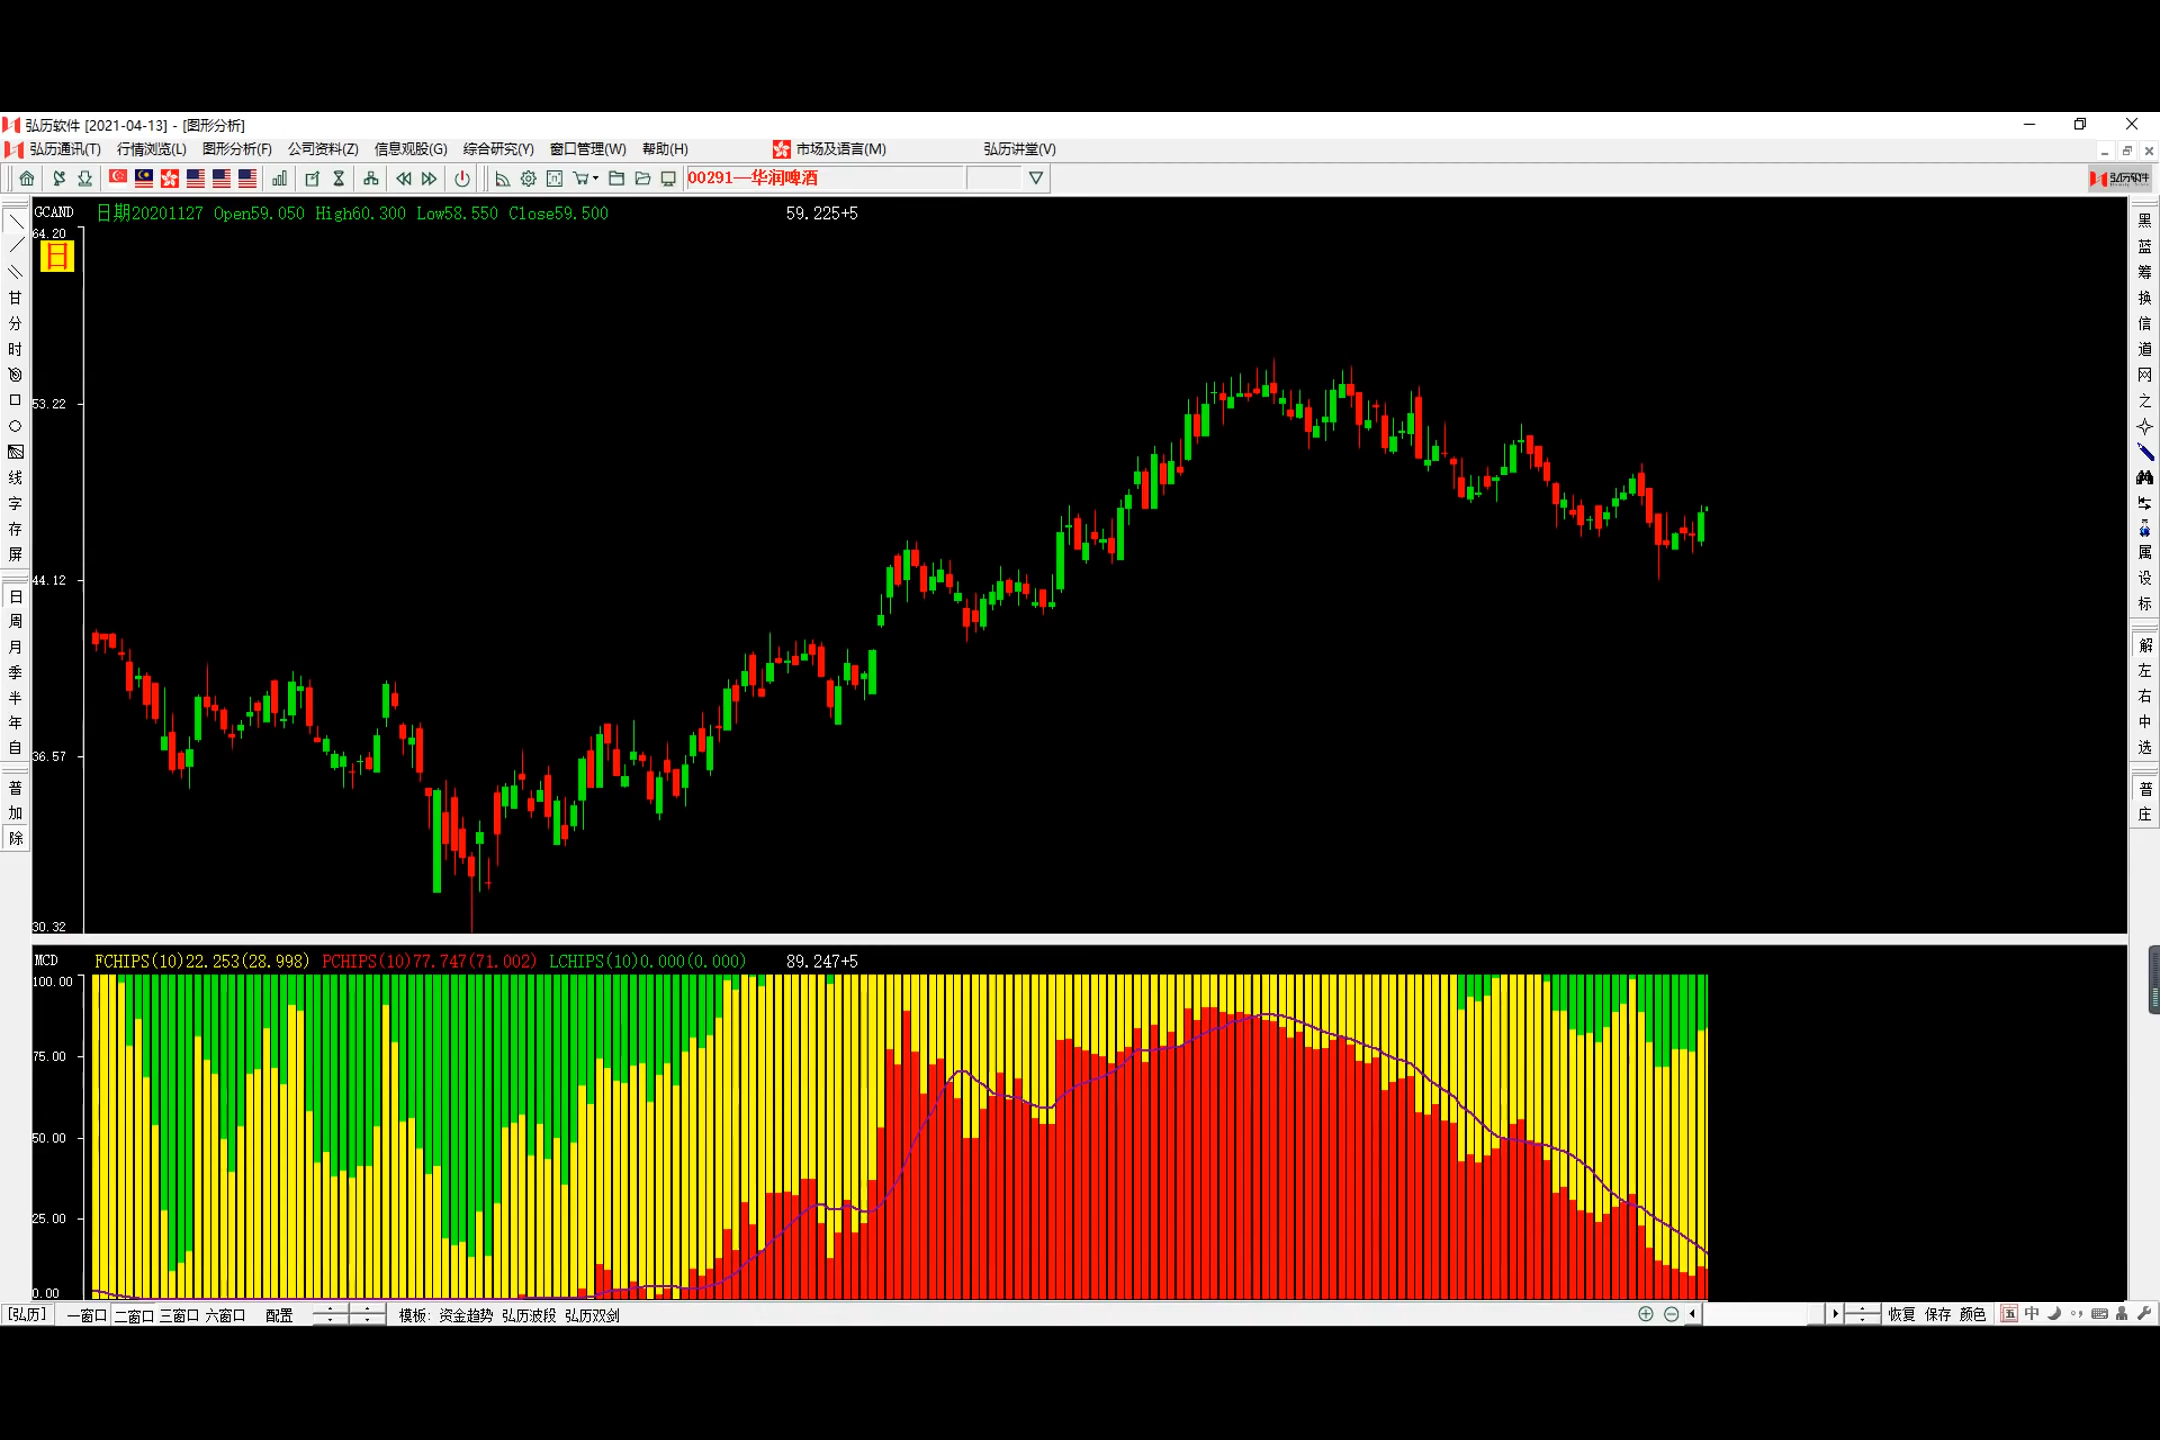 弘历软件 [2021-04-13] - [图形分析]
弘历通讯(T) 行情浏览(L) 图形分析(F) 公司资料(Z) 信息观股(G) 综合研究(Y) 窗口管理(W) 帮助(H) 市场及语言(M) 弘历讲堂(V)
00291—华润啤酒
弘历软件
GCAND 日期20201127 Open59.050 High60.300 Low58.550 Close59.500 59.225+5
64.20
日
53.22
44.12
36.57
30.32
甘
分
时
线
字
存
屏
日
周
月
季
半
年
自
普
加
除
黑
蓝
筹
换
信
道
网
之
属
设
标
解
左
右
中
选
普
庄
MCD FCHIPS(10)22.253(28.998) PCHIPS(10)77.747(71.002) LCHIPS(10)0.000(0.000) 89.247+5
100.00
75.00
50.00
25.00
0.00
[弘历] 一窗口 二窗口 三窗口 六窗口 配置 模板: 资金趋势 弘历波段 弘历双剑 恢复 保存 颜色 五 中